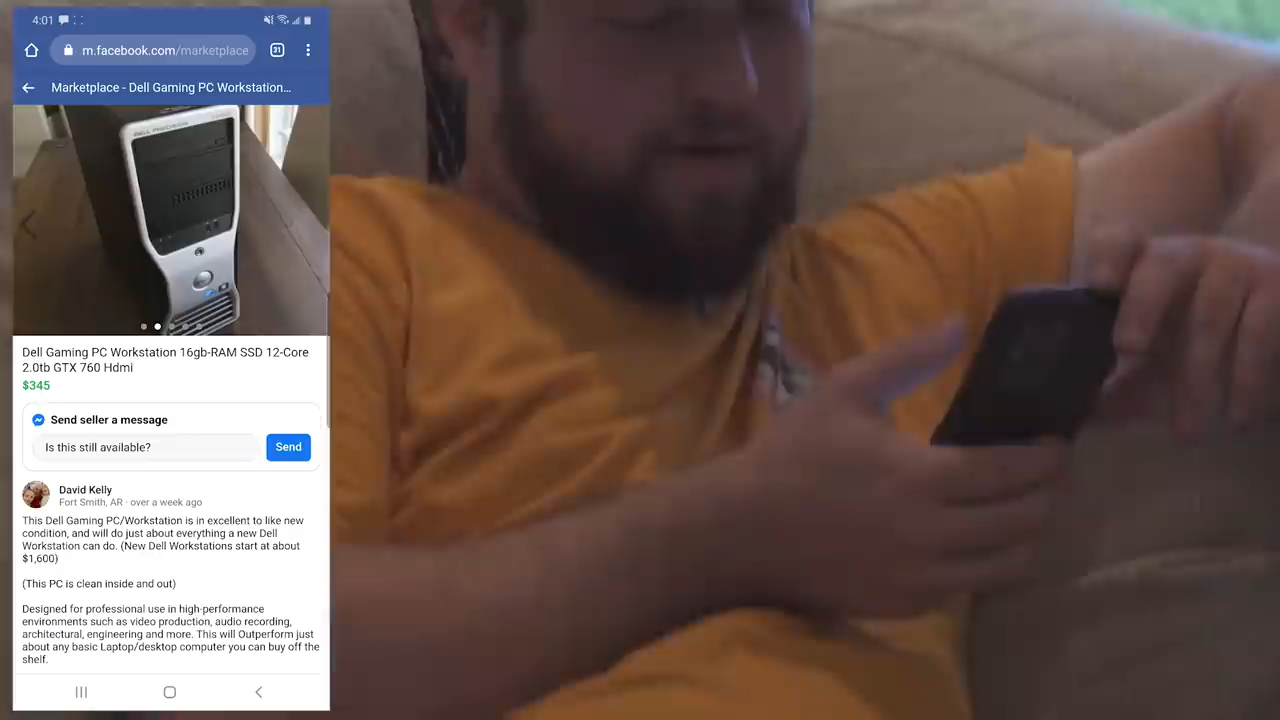 4:01
m.facebook.com/marketplace
31
Marketplace - Dell Gaming PC Workstation...
DELL PRECISION
Dell Gaming PC Workstation 16gb-RAM SSD 12-Core
2.0tb GTX 760 Hdmi
$345
Send seller a message
Is this still available?
Send
David Kelly
Fort Smith, AR · over a week ago
This Dell Gaming PC/Workstation is in excellent to like new
condition, and will do just about everything a new Dell
Workstation can do. (New Dell Workstations start at about
$1,600)
(This PC is clean inside and out)
Designed for professional use in high-performance
environments such as video production, audio recording,
architectural, engineering and more. This will Outperform just
about any basic Laptop/desktop computer you can buy off the
shelf.